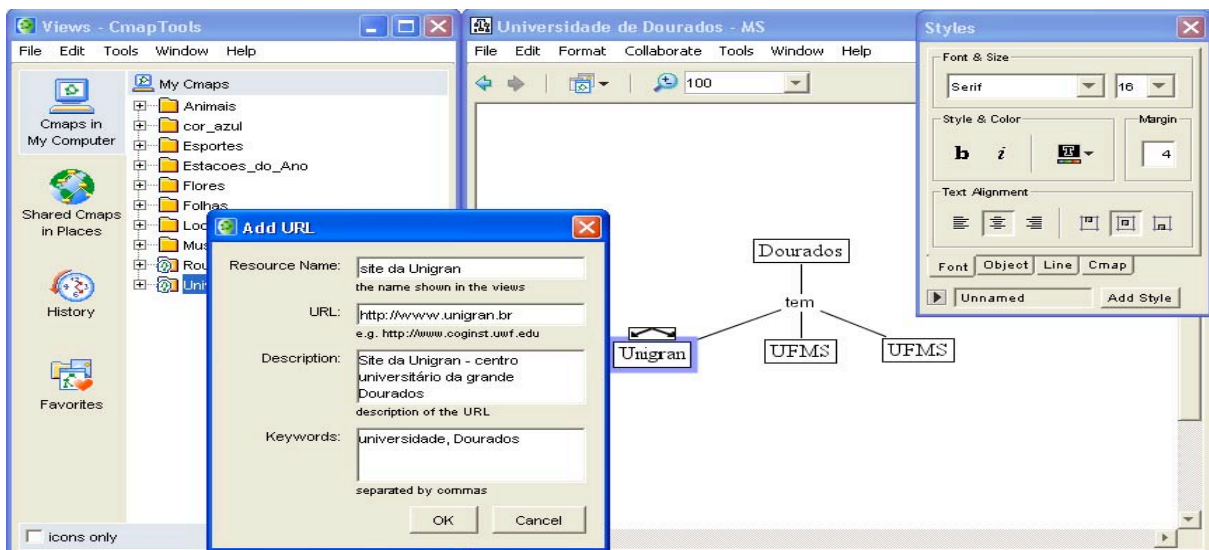 Views - CmapTools
File Edit Tools Window Help
Cmaps in
My Computer
Shared Cmaps
in Places
History
Favorites
icons only
My Cmaps
Animais
cor_azul
Esportes
Estacoes_do_Ano
Flores
Folhas
Loc
Mus
Rou
Uni
Add URL
Resource Name: site da Unigran
the name shown in the views
URL: http://wwww.unigran.br
e.g. http://www.coginst.uwf.edu
Description: Site da Unigran - centro
universitário da grande
Dourados
description of the URL
Keywords: universidade, Dourados
separated by commas
OK Cancel
Universidade de Dourados - MS
File Edit Format Collaborate Tools Window Help
100
Dourados
tem
Unigran UFMS UFMS
Styles
Font & Size
Serif 16
Style & Color Margin
b i T 4
Text Alignment
Font Object Line Cmap
Unnamed Add Style